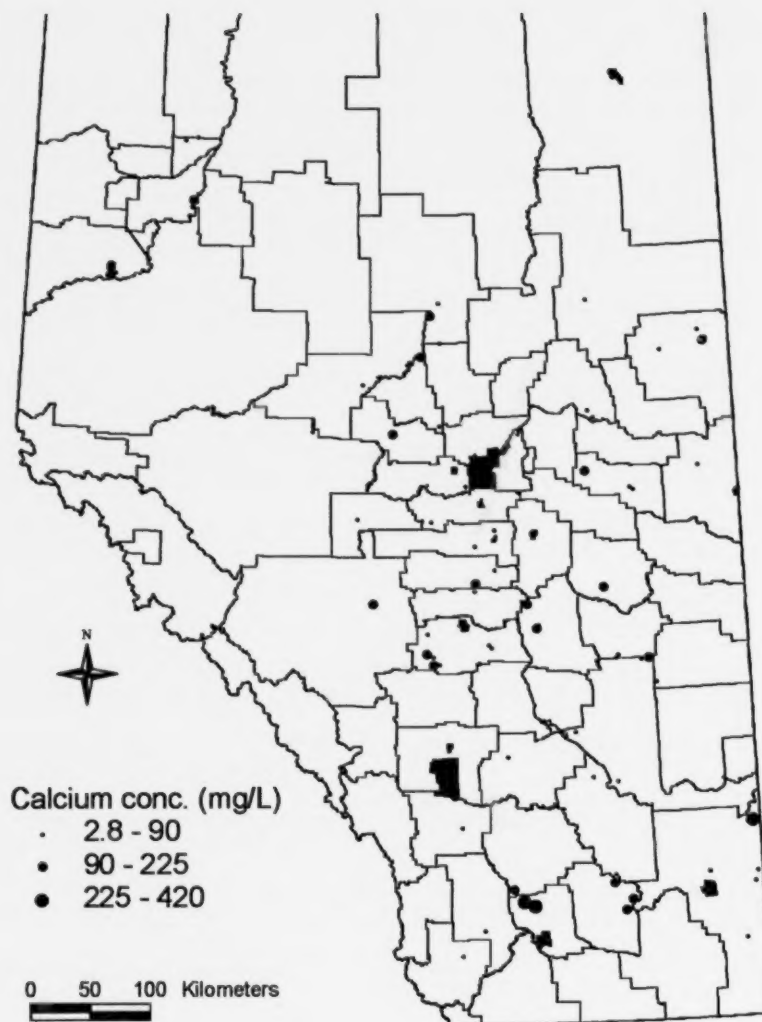 N
Calcium conc. (mg/L)
2.8 - 90
90 - 225
225 - 420
0 50 100 Kilometers